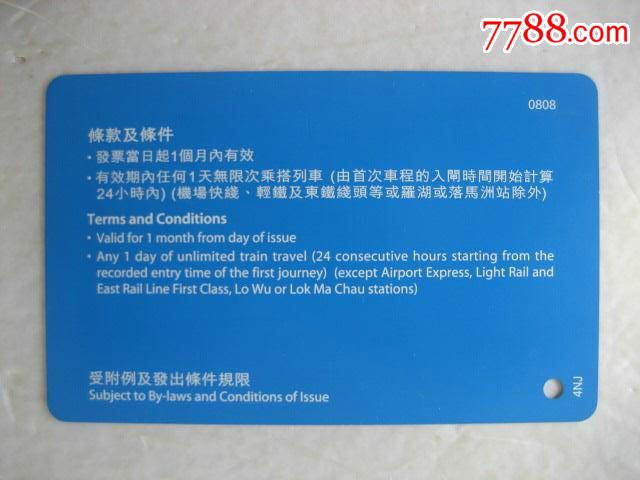 7788.com
0808
條款及條件
• 發票當日起1個月內有效
• 有效期內任何1天無限次乘搭列車 (由首次車程的入閘時間開始計算
24小時內) (機場快綫、輕鐵及東鐵綫頭等或羅湖或落馬洲站除外)
Terms and Conditions
• Valid for 1 month from day of issue
• Any 1 day of unlimited train travel (24 consecutive hours starting from the
recorded entry time of the first journey) (except Airport Express, Light Rail and
East Rail Line First Class, Lo Wu or Lok Ma Chau stations)
受附例及發出條件規限
Subject to By-laws and Conditions of Issue
4NJ